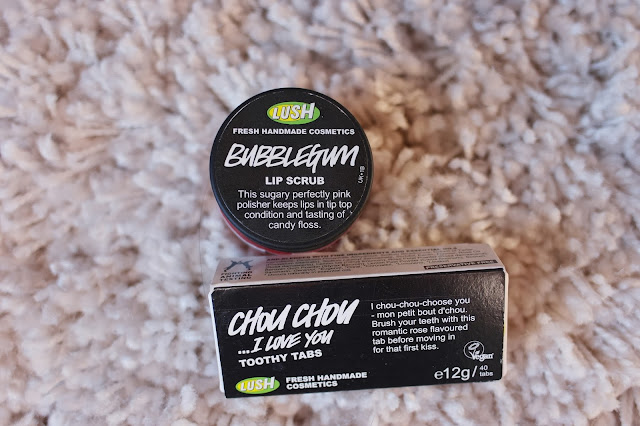 LUSH
FRESH HANDMADE COSMETICS
BUBBLEGUM
LIP SCRUB
This sugary perfectly pink
polisher keeps lips in tip top
condition and tasting of
candy floss.
CHOU CHOU
...I LOVE YOU
TOOTHY TABS
I chou-chou-choose you
- mon petit bout d'chou.
Brush your teeth with this
romantic rose flavoured
tab before moving in
for that first kiss.
Vegan
e12g/ 40
tabs
LUSH
FRESH HANDMADE
COSMETICS